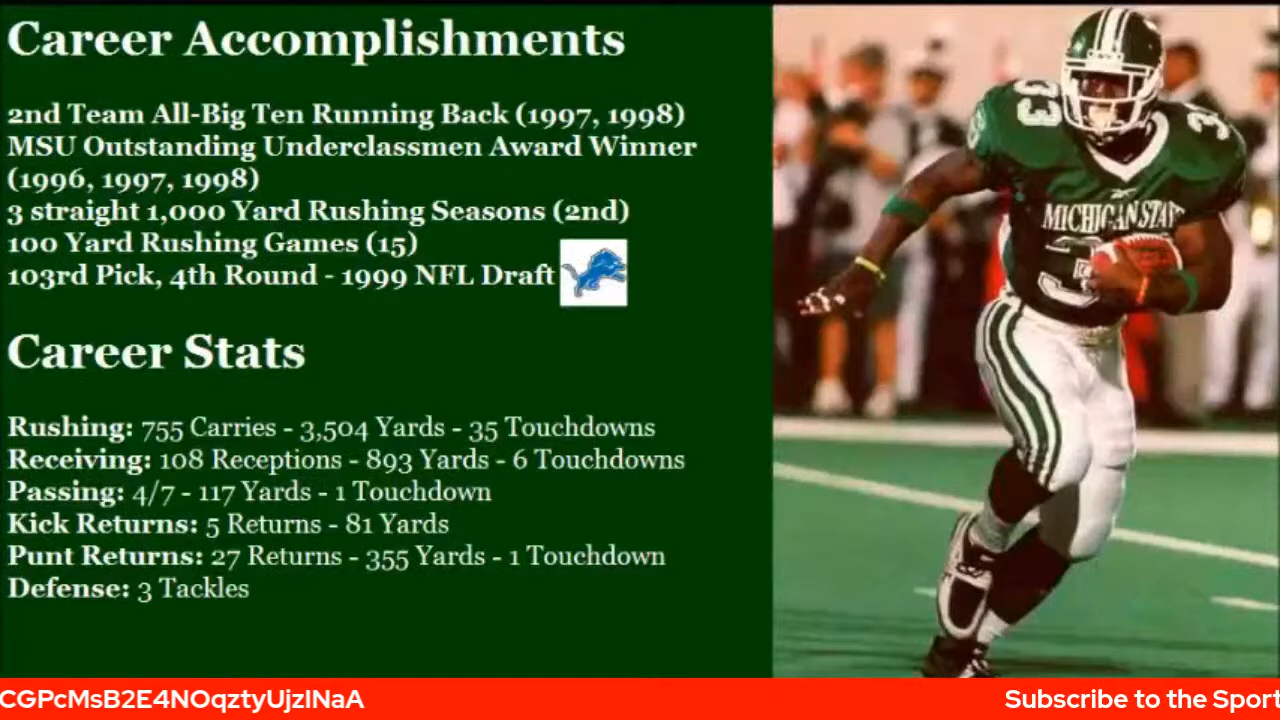 Career Accomplishments
2nd Team All-Big Ten Running Back (1997, 1998)
MSU Outstanding Underclassmen Award Winner
(1996, 1997, 1998)
3 straight 1,000 Yard Rushing Seasons (2nd)
100 Yard Rushing Games (15)
103rd Pick, 4th Round - 1999 NFL Draft
Career Stats
Rushing: 755 Carries - 3,504 Yards - 35 Touchdowns
Receiving: 108 Receptions - 893 Yards - 6 Touchdowns
Passing: 4/7 - 117 Yards - 1 Touchdown
Kick Returns: 5 Returns - 81 Yards
Punt Returns: 27 Returns - 355 Yards - 1 Touchdown
Defense: 3 Tackles
33
3
MICHIGAN STATE
3
CGPcMsB2E4NOqztyUjzINaA
Subscribe to the Sport